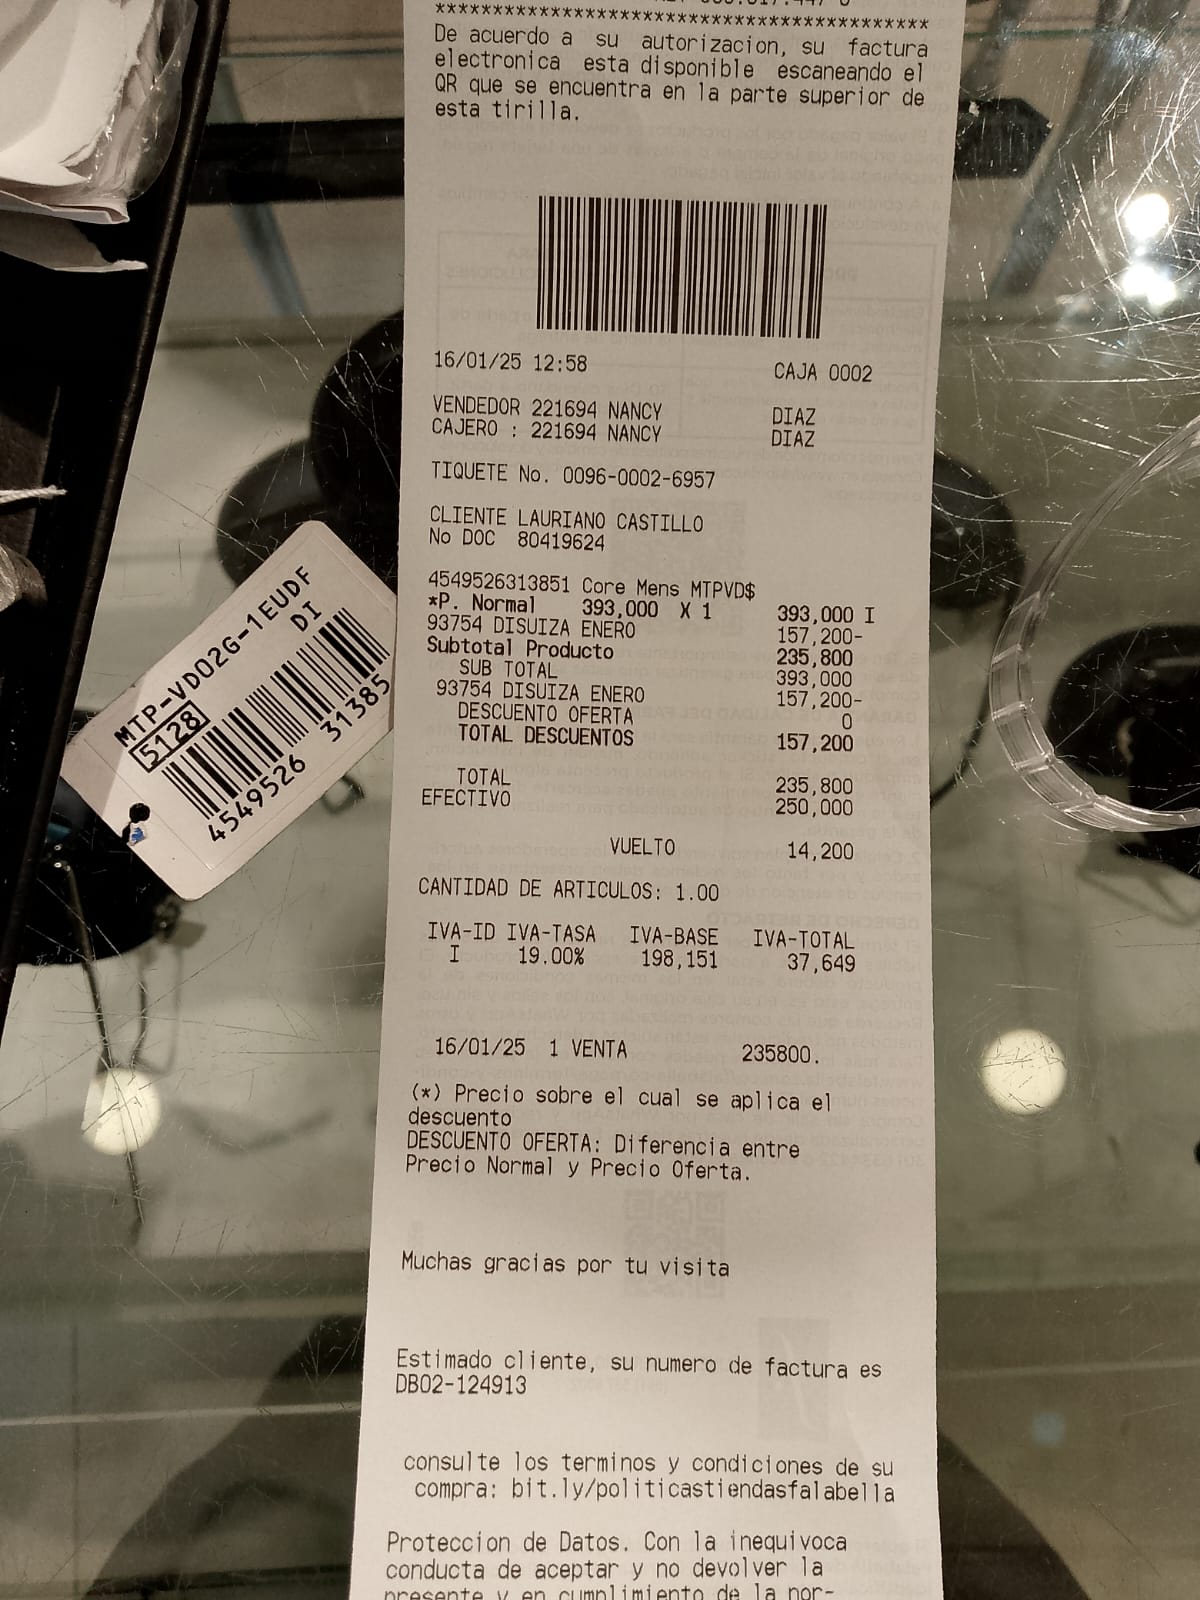 *********************************************
De acuerdo a su autorizacion, su factura
electronica esta disponible escaneando el
QR que se encuentra en la parte superior de
esta tirilla.
16/01/25 12:58 CAJA 0002
VENDEDOR 221694 NANCY DIAZ
CAJERO : 221694 NANCY DIAZ
TIQUETE No. 0096-0002-6957
CLIENTE LAURIANO CASTILLO
No DOC 80419624
4549526313851 Core Mens MTPVD$
*P. Normal 393,000 X 1 393,000 I
93754 DISUIZA ENERO 157,200-
Subtotal Producto 235,800
SUB TOTAL 393,000
93754 DISUIZA ENERO 157,200-
DESCUENTO OFERTA 0
TOTAL DESCUENTOS 157,200
TOTAL 235,800
EFECTIVO 250,000
VUELTO 14,200
CANTIDAD DE ARTICULOS: 1.00
IVA-ID IVA-TASA IVA-BASE IVA-TOTAL
I 19.00% 198,151 37,649
16/01/25 1 VENTA 235800.
(*) Precio sobre el cual se aplica el
descuento
DESCUENTO OFERTA: Diferencia entre
Precio Normal y Precio Oferta.
Muchas gracias por tu visita
Estimado cliente, su numero de factura es
DB02-124913
consulte los terminos y condiciones de su
compra: bit.ly/politicastiendasfalabella
Proteccion de Datos. Con la inequivoca
conducta de aceptar y no devolver la
presente y en cumplimiento de la nor-
MTP-VD02G-1EUDF
DI
5128
4549526 31385